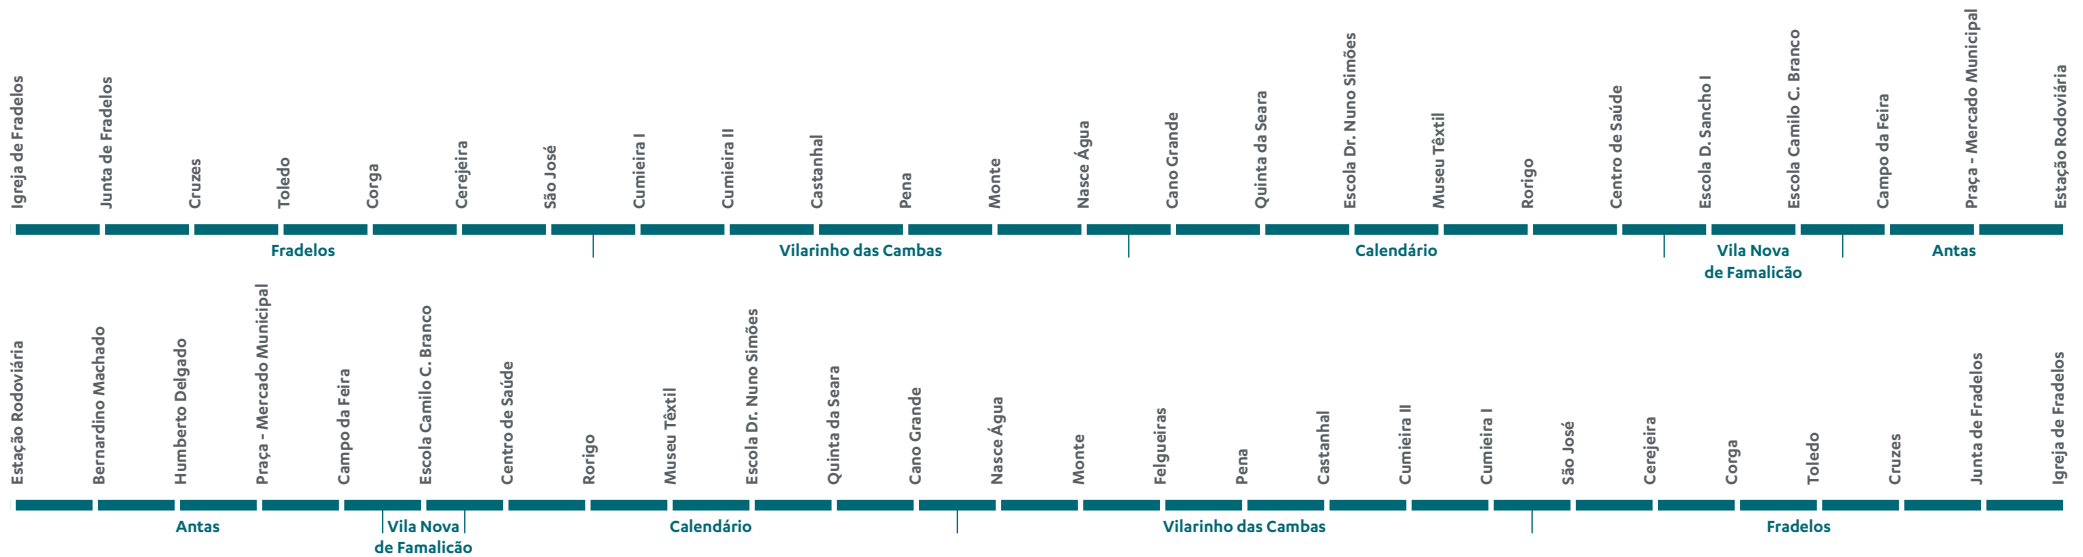 Igreja de Fradelos
Junta de Fradelos
Cruzes
Toledo
Corga
Cerejeira
São José
Cumieira I
Cumieira II
Castanhal
Pena
Monte
Nasce Água
Cano Grande
Quinta da Seara
Escola Dr. Nuno Simões
Museu Têxtil
Rorigo
Centro de Saúde
Escola D. Sancho I
Escola Camilo C. Branco
Campo da Feira
Praça - Mercado Municipal
Estação Rodoviária
Fradelos
Vilarinho das Cambas
Calendário
Vila Nova
de Famalicão
Antas
Estação Rodoviária
Bernardino Machado
Humberto Delgado
Praça - Mercado Municipal
Campo da Feira
Escola Camilo C. Branco
Centro de Saúde
Rorigo
Museu Têxtil
Escola Dr. Nuno Simões
Quinta da Seara
Cano Grande
Nasce Água
Monte
Felgueiras
Pena
Castanhal
Cumieira II
Cumieira I
São José
Cerejeira
Corga
Toledo
Cruzes
Junta de Fradelos
Igreja de Fradelos
Antas
Vila Nova
de Famalicão
Calendário
Vilarinho das Cambas
Fradelos